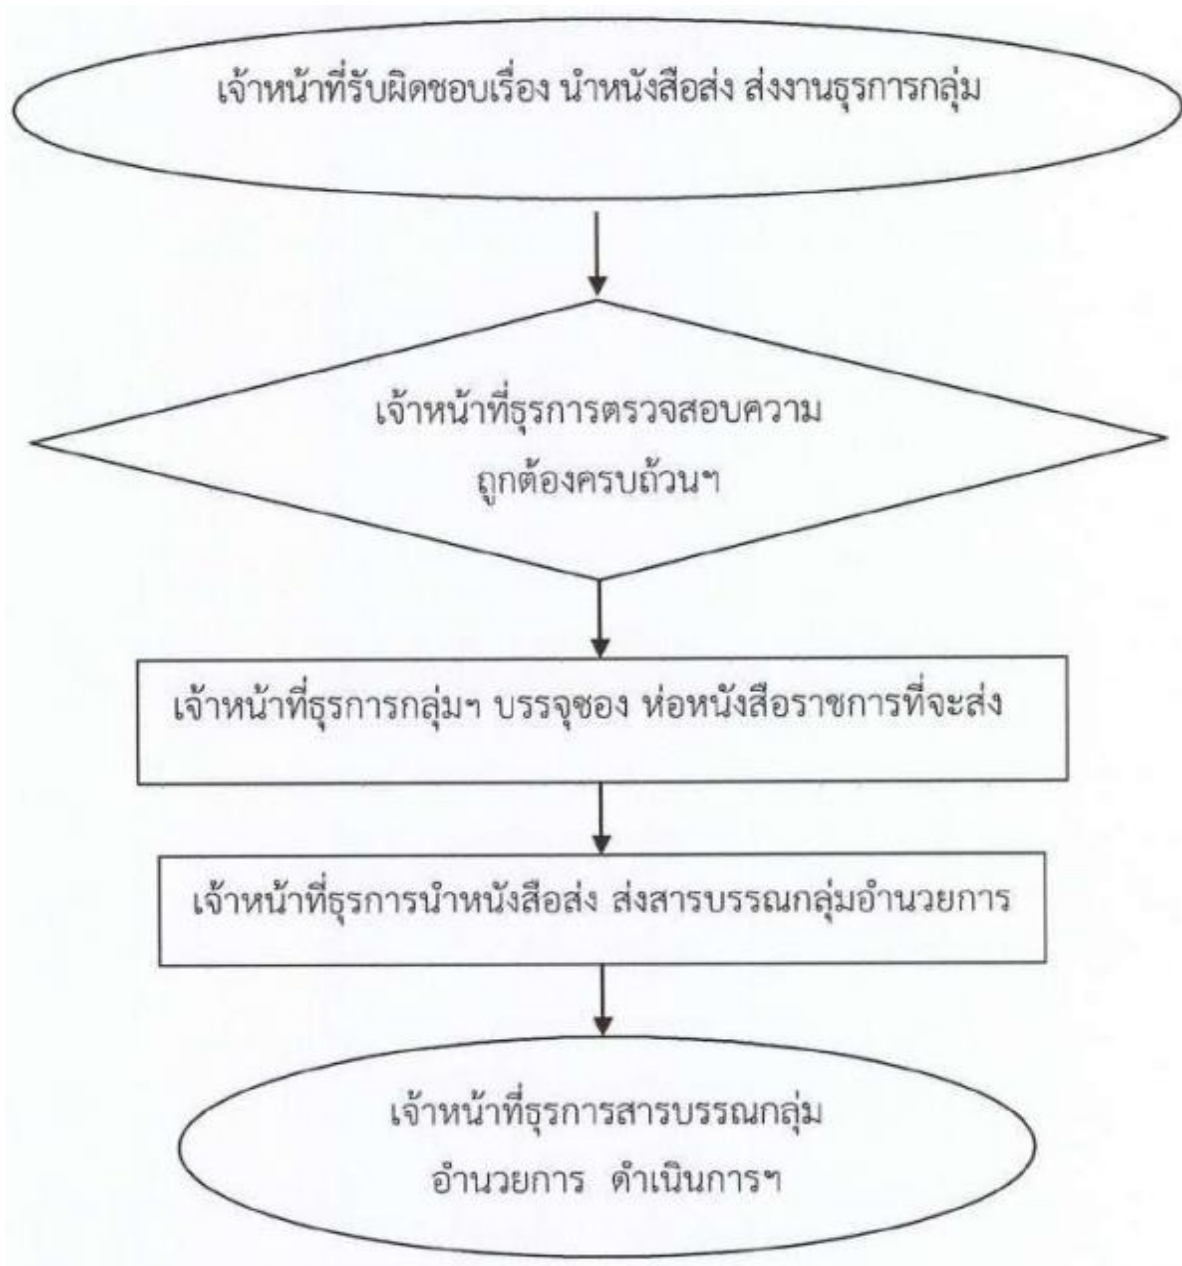 เจ้าหน้าที่รับผิดชอบเรื่อง นำหนังสือส่ง ส่งงานธุรการกลุ่ม
เจ้าหน้าที่ธุรการตรวจสอบความ
ถูกต้องครบถ้วนฯ
เจ้าหน้าที่ธุรการกลุ่มฯ บรรจุซอง ห่อหนังสือราชการที่จะส่ง
เจ้าหน้าที่ธุรการนำหนังสือส่ง ส่งสารบรรณกลุ่มอำนวยการ
เจ้าหน้าที่ธุรการสารบรรณกลุ่ม
อำนวยการ ดำเนินการฯ